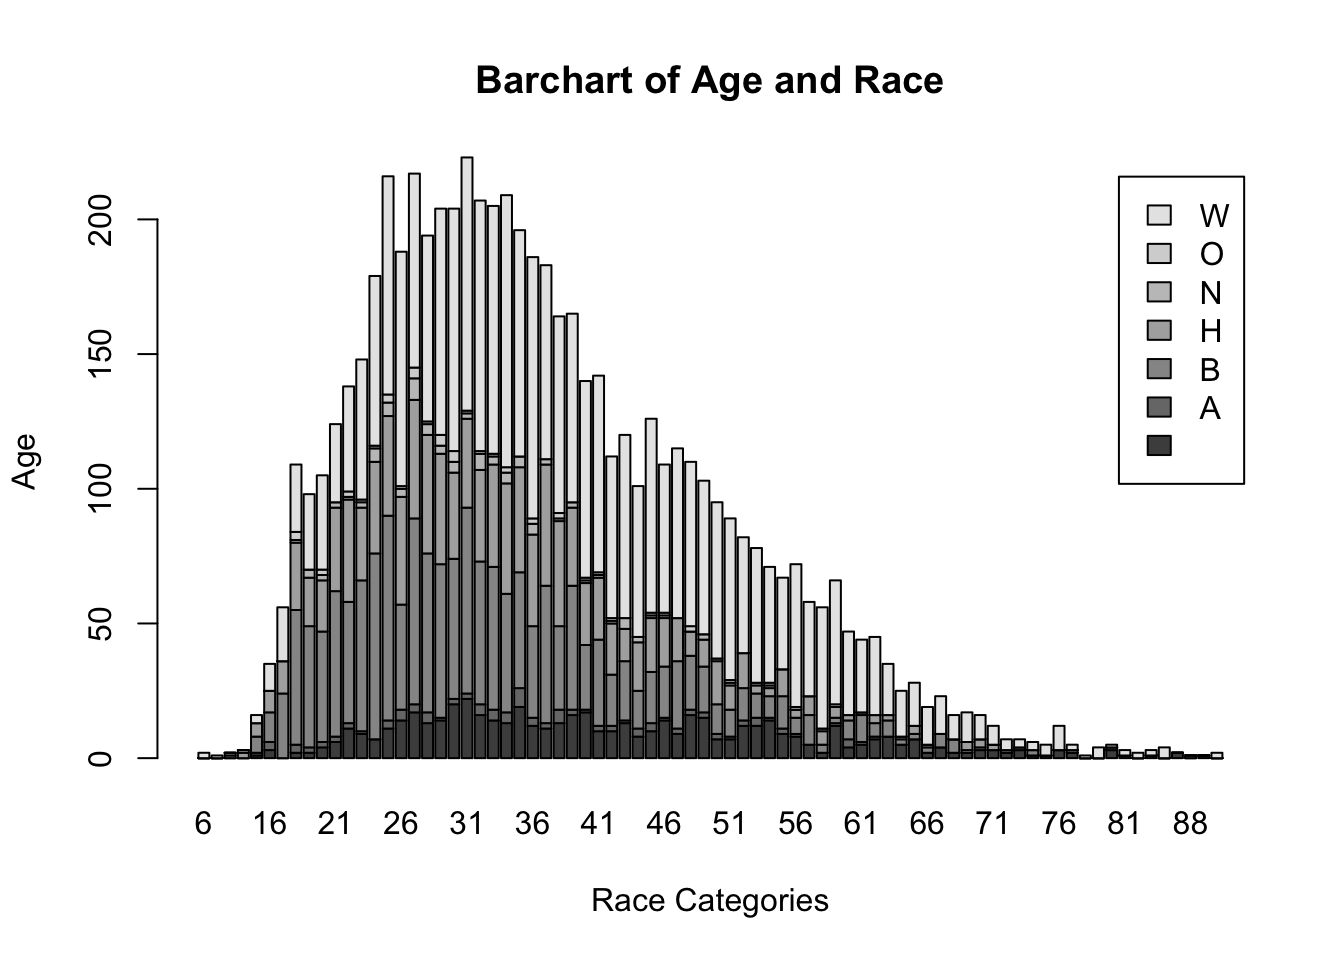 Barchart of Age and Race
Age
200
150
100
50
0
W
O
N
H
B
A
6 16 21 26 31 36 41 46 51 56 61 66 71 76 81 88
Race Categories